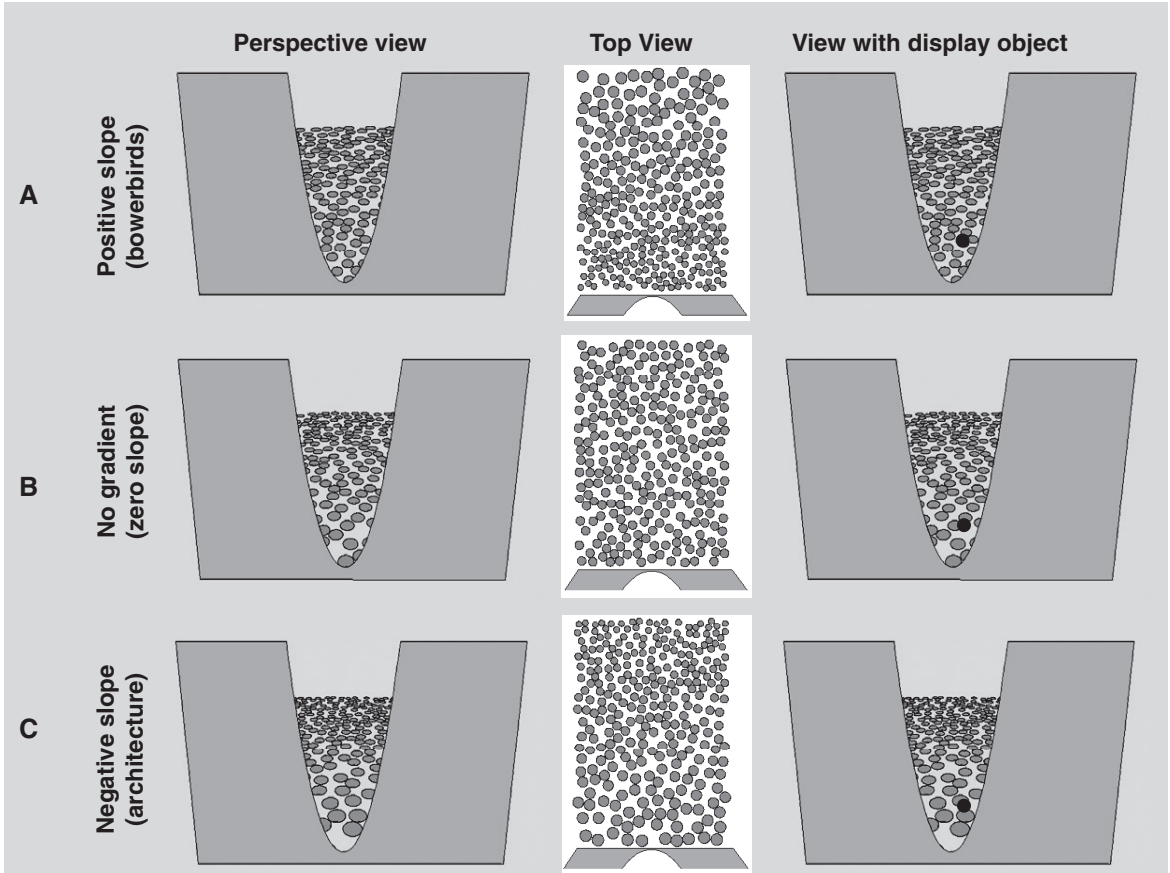 Perspective view
Top View
View with display object
A
Positive slope
(bowerbirds)
B
No gradient
(zero slope)
C
Negative slope
(architecture)